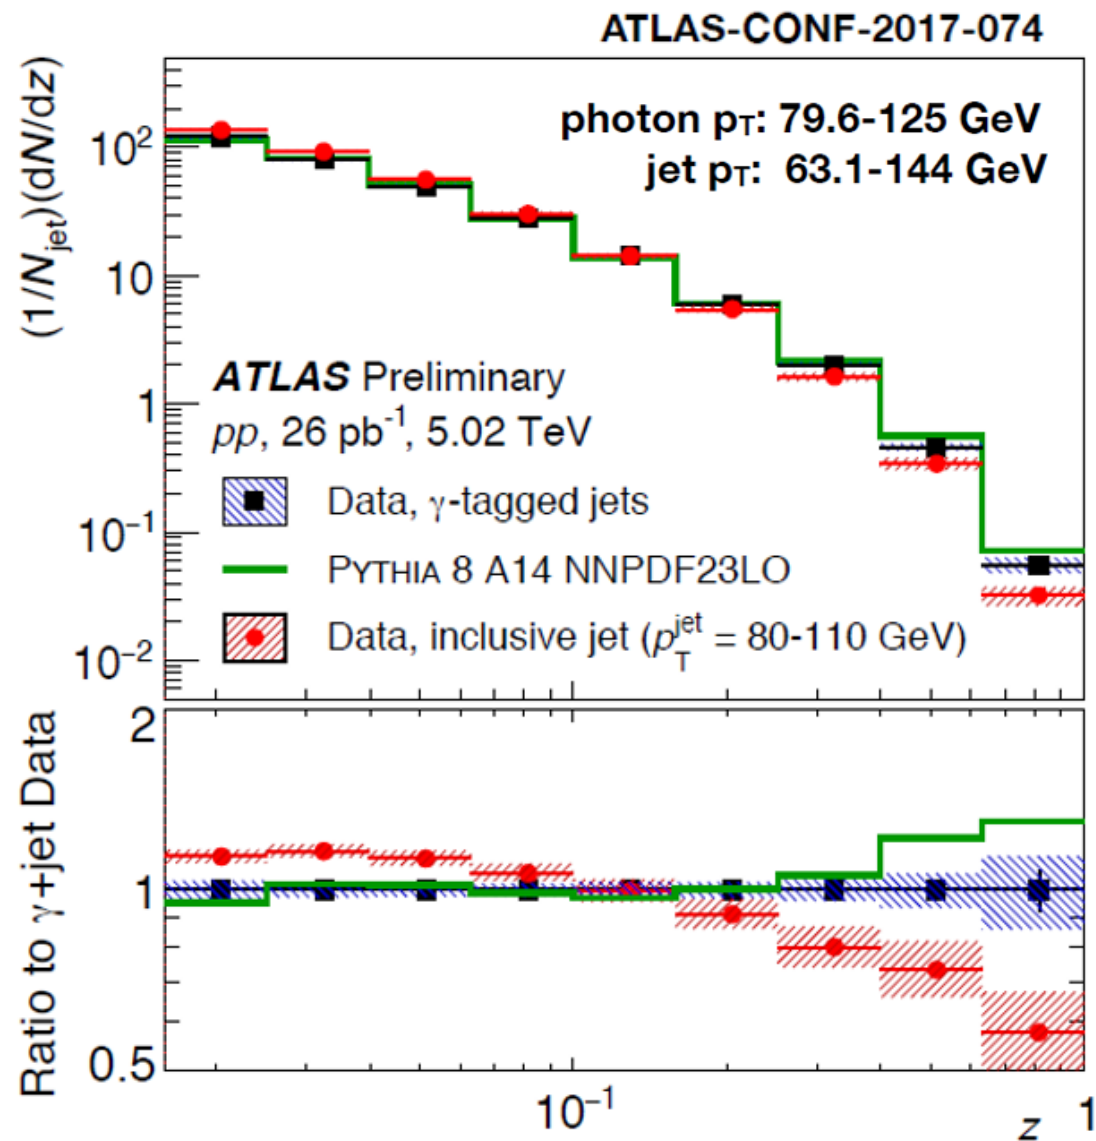 ATLAS-CONF-2017-074
(1/N_jet)(dN/dz)
photon pT: 79.6-125 GeV
jet pT: 63.1-144 GeV
10²
10
1
10⁻¹
10⁻²
ATLAS Preliminary
pp, 26 pb⁻¹, 5.02 TeV
Data, γ-tagged jets
PYTHIA 8 A14 NNPDF23LO
Data, inclusive jet (p_T^jet = 80-110 GeV)
Ratio to γ+jet Data
2
1
0.5
10⁻¹
1
z